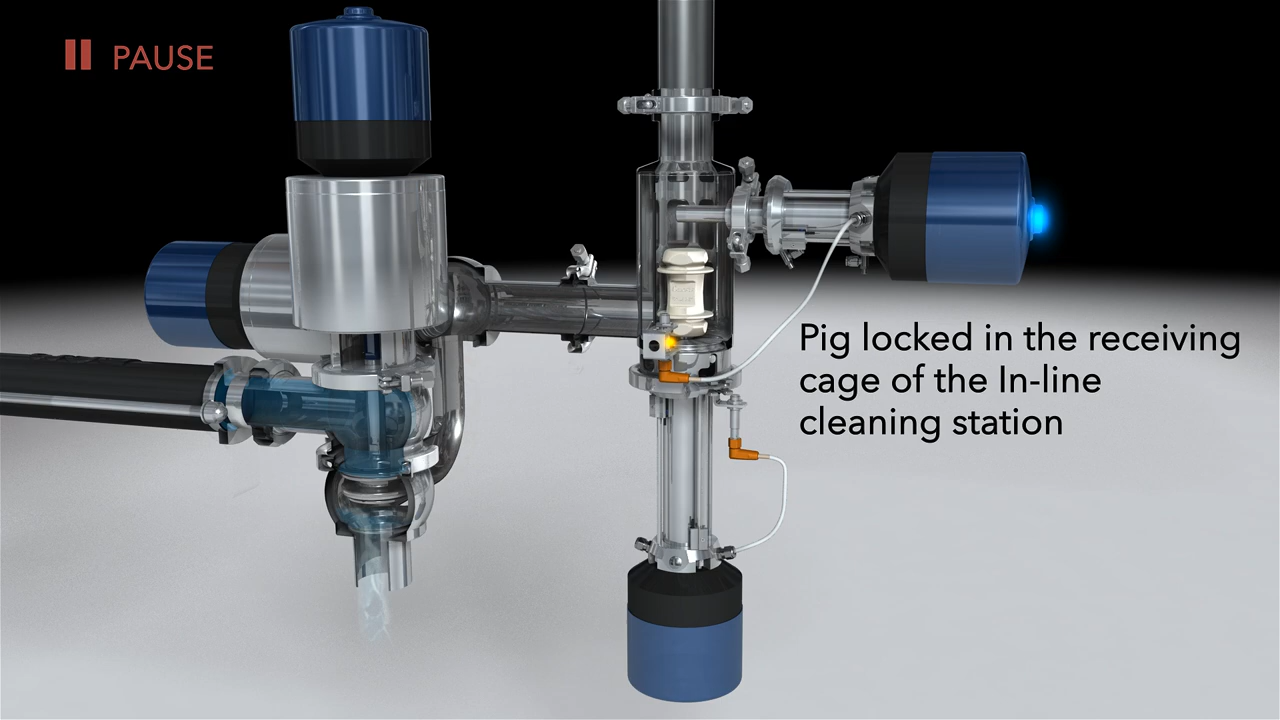 PAUSE
Pig locked in the receiving
cage of the In-line
cleaning station